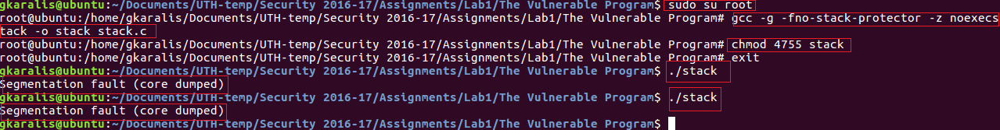 gkaralis@ubuntu:~/Documents/UTH-temp/Security 2016-17/Assignments/Lab1/The Vulnerable Program$ sudo su root
root@ubuntu:/home/gkaralis/Documents/UTH-temp/Security 2016-17/Assignments/Lab1/The Vulnerable Program# gcc -g -fno-stack-protector -z noexecs
tack -o stack stack.c
root@ubuntu:/home/gkaralis/Documents/UTH-temp/Security 2016-17/Assignments/Lab1/The Vulnerable Program# chmod 4755 stack
root@ubuntu:/home/gkaralis/Documents/UTH-temp/Security 2016-17/Assignments/Lab1/The Vulnerable Program# exit
gkaralis@ubuntu:~/Documents/UTH-temp/Security 2016-17/Assignments/Lab1/The Vulnerable Program$ ./stack
Segmentation fault (core dumped)
gkaralis@ubuntu:~/Documents/UTH-temp/Security 2016-17/Assignments/Lab1/The Vulnerable Program$ ./stack
Segmentation fault (core dumped)
gkaralis@ubuntu:~/Documents/UTH-temp/Security 2016-17/Assignments/Lab1/The Vulnerable Program$